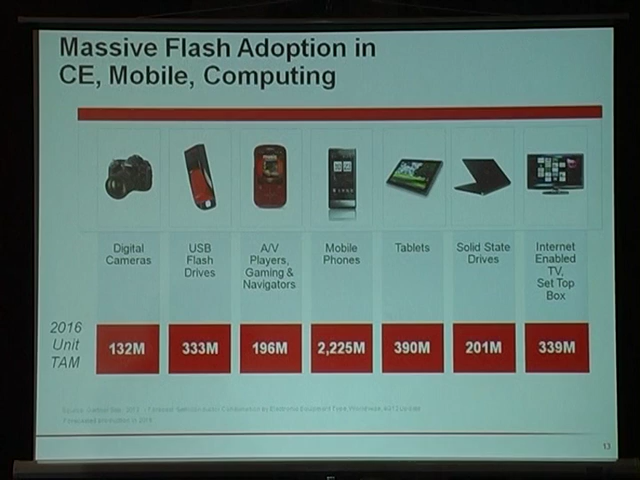 Massive Flash Adoption in
CE, Mobile, Computing
Digital
Cameras
USB
Flash
Drives
A/V
Players,
Gaming &
Navigators
Mobile
Phones
Tablets
Solid State
Drives
Internet
Enabled
TV,
Set Top
Box
2016
Unit
TAM
132M
333M
196M
2,225M
390M
201M
339M
13